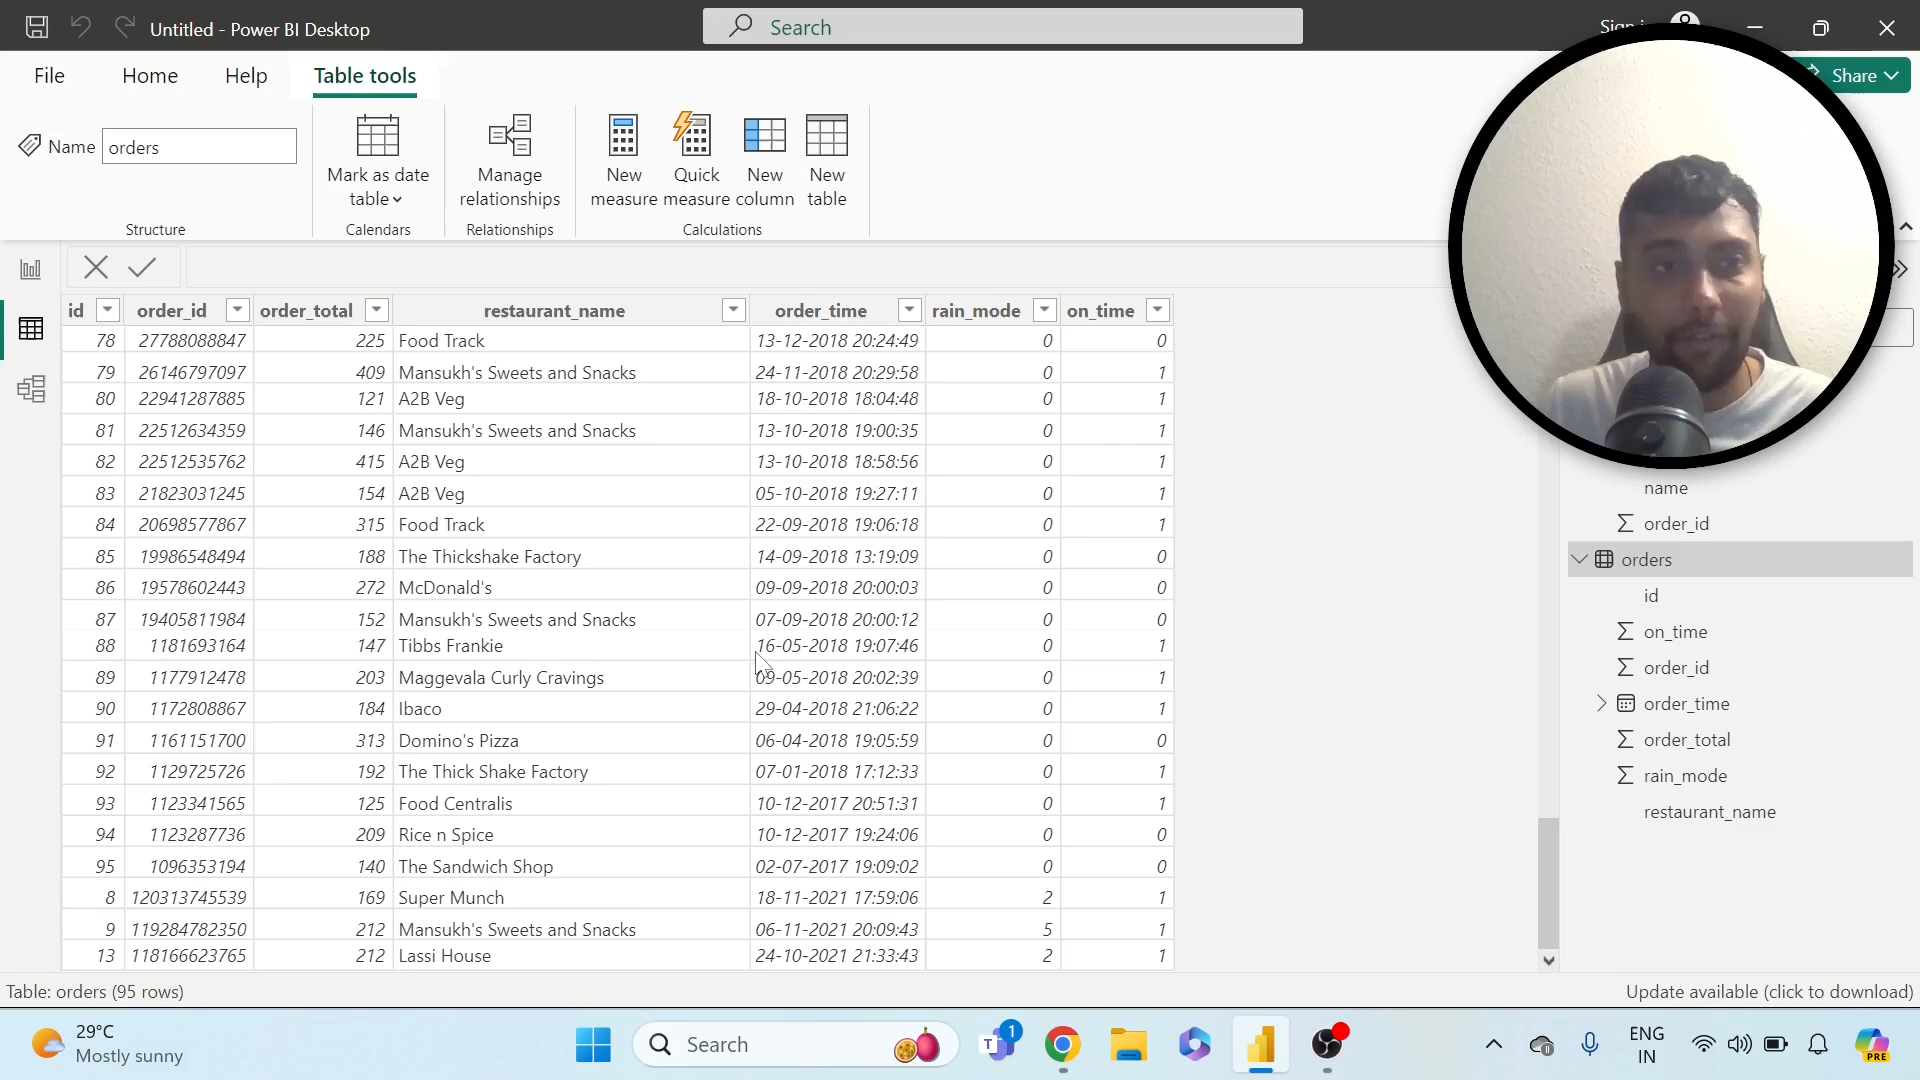 Untitled - Power BI Desktop
Search
Share
File
Home
Help
Table tools
Name
orders
Mark as date
table
Manage
relationships
New
measure
Quick
measure
New
column
New
table
Structure
Calendars
Relationships
Calculations
id order_id order_total restaurant_name order_time rain_mode on_time
78 27788088847 225 Food Track 13-12-2018 20:24:49 0 0
79 26146797097 409 Mansukh's Sweets and Snacks 24-11-2018 20:29:58 0 1
80 22941287885 121 A2B Veg 18-10-2018 18:04:48 0 1
81 22512634359 146 Mansukh's Sweets and Snacks 13-10-2018 19:00:35 0 1
82 22512535762 415 A2B Veg 13-10-2018 18:58:56 0 1
83 21823031245 154 A2B Veg 05-10-2018 19:27:11 0 1
84 20698577867 315 Food Track 22-09-2018 19:06:18 0 1
85 19986548494 188 The Thickshake Factory 14-09-2018 13:19:09 0 0
86 19578602443 272 McDonald's 09-09-2018 20:00:03 0 0
87 19405811984 152 Mansukh's Sweets and Snacks 07-09-2018 20:00:12 0 0
88 1181693164 147 Tibbs Frankie 16-05-2018 19:07:46 0 1
89 1177912478 203 Maggevala Curly Cravings 09-05-2018 20:02:39 0 1
90 1172808867 184 Ibaco 29-04-2018 21:06:22 0 1
91 1161151700 313 Domino's Pizza 06-04-2018 19:05:59 0 0
92 1129725726 192 The Thick Shake Factory 07-01-2018 17:12:33 0 1
93 1123341565 125 Food Centralis 10-12-2017 20:51:31 0 1
94 1123287736 209 Rice n Spice 10-12-2017 19:24:06 0 0
95 1096353194 140 The Sandwich Shop 02-07-2017 19:09:02 0 0
8 120313745539 169 Super Munch 18-11-2021 17:59:06 2 1
9 119284782350 212 Mansukh's Sweets and Snacks 06-11-2021 20:09:43 5 1
13 118166623765 212 Lassi House 24-10-2021 21:33:43 2 1
name
order_id
orders
id
on_time
order_id
order_time
order_total
rain_mode
restaurant_name
Table: orders (95 rows)
Update available (click to download)
29°C
Mostly sunny
Search
T
1
ENG
IN
PRE